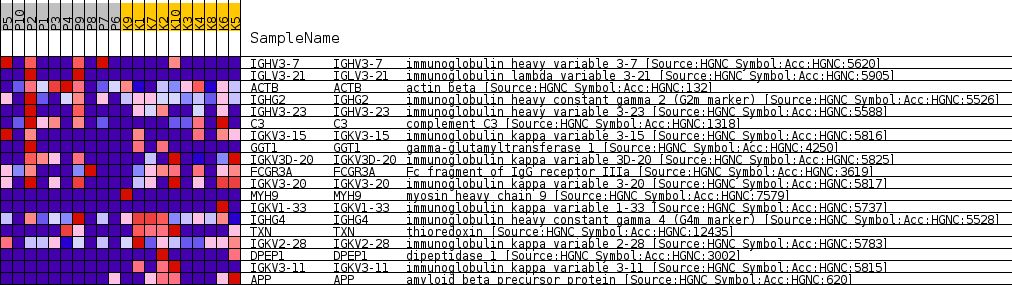 P5 P10 P2 P1 P3 P4 P9 P8 P7 P6 K9 K1 K7 K2 K10 K3 K4 K8 K6 K5
SampleName
IGHV3-7 IGHV3-7 immunoglobulin heavy variable 3-7 [Source:HGNC Symbol:Acc:HGNC:5620]
IGLV3-21 IGLV3-21 immunoglobulin lambda variable 3-21 [Source:HGNC Symbol:Acc:HGNC:5905]
ACTB ACTB actin beta [Source:HGNC Symbol:Acc:HGNC:132]
IGHG2 IGHG2 immunoglobulin heavy constant gamma 2 (G2m marker) [Source:HGNC Symbol:Acc:HGNC:5526]
IGHV3-23 IGHV3-23 immunoglobulin heavy variable 3-23 [Source:HGNC Symbol:Acc:HGNC:5588]
C3 C3 complement C3 [Source:HGNC Symbol:Acc:HGNC:1318]
IGKV3-15 IGKV3-15 immunoglobulin kappa variable 3-15 [Source:HGNC Symbol:Acc:HGNC:5816]
GGT1 GGT1 gamma-glutamyltransferase 1 [Source:HGNC Symbol:Acc:HGNC:4250]
IGKV3D-20 IGKV3D-20 immunoglobulin kappa variable 3D-20 [Source:HGNC Symbol:Acc:HGNC:5825]
FCGR3A FCGR3A Fc fragment of IgG receptor IIIa [Source:HGNC Symbol:Acc:HGNC:3619]
IGKV3-20 IGKV3-20 immunoglobulin kappa variable 3-20 [Source:HGNC Symbol:Acc:HGNC:5817]
MYH9 MYH9 myosin heavy chain 9 [Source:HGNC Symbol:Acc:HGNC:7579]
IGKV1-33 IGKV1-33 immunoglobulin kappa variable 1-33 [Source:HGNC Symbol:Acc:HGNC:5737]
IGHG4 IGHG4 immunoglobulin heavy constant gamma 4 (G4m marker) [Source:HGNC Symbol:Acc:HGNC:5528]
TXN TXN thioredoxin [Source:HGNC Symbol:Acc:HGNC:12435]
IGKV2-28 IGKV2-28 immunoglobulin kappa variable 2-28 [Source:HGNC Symbol:Acc:HGNC:5783]
DPEP1 DPEP1 dipeptidase 1 [Source:HGNC Symbol:Acc:HGNC:3002]
IGKV3-11 IGKV3-11 immunoglobulin kappa variable 3-11 [Source:HGNC Symbol:Acc:HGNC:5815]
APP APP amyloid beta precursor protein [Source:HGNC Symbol:Acc:HGNC:620]